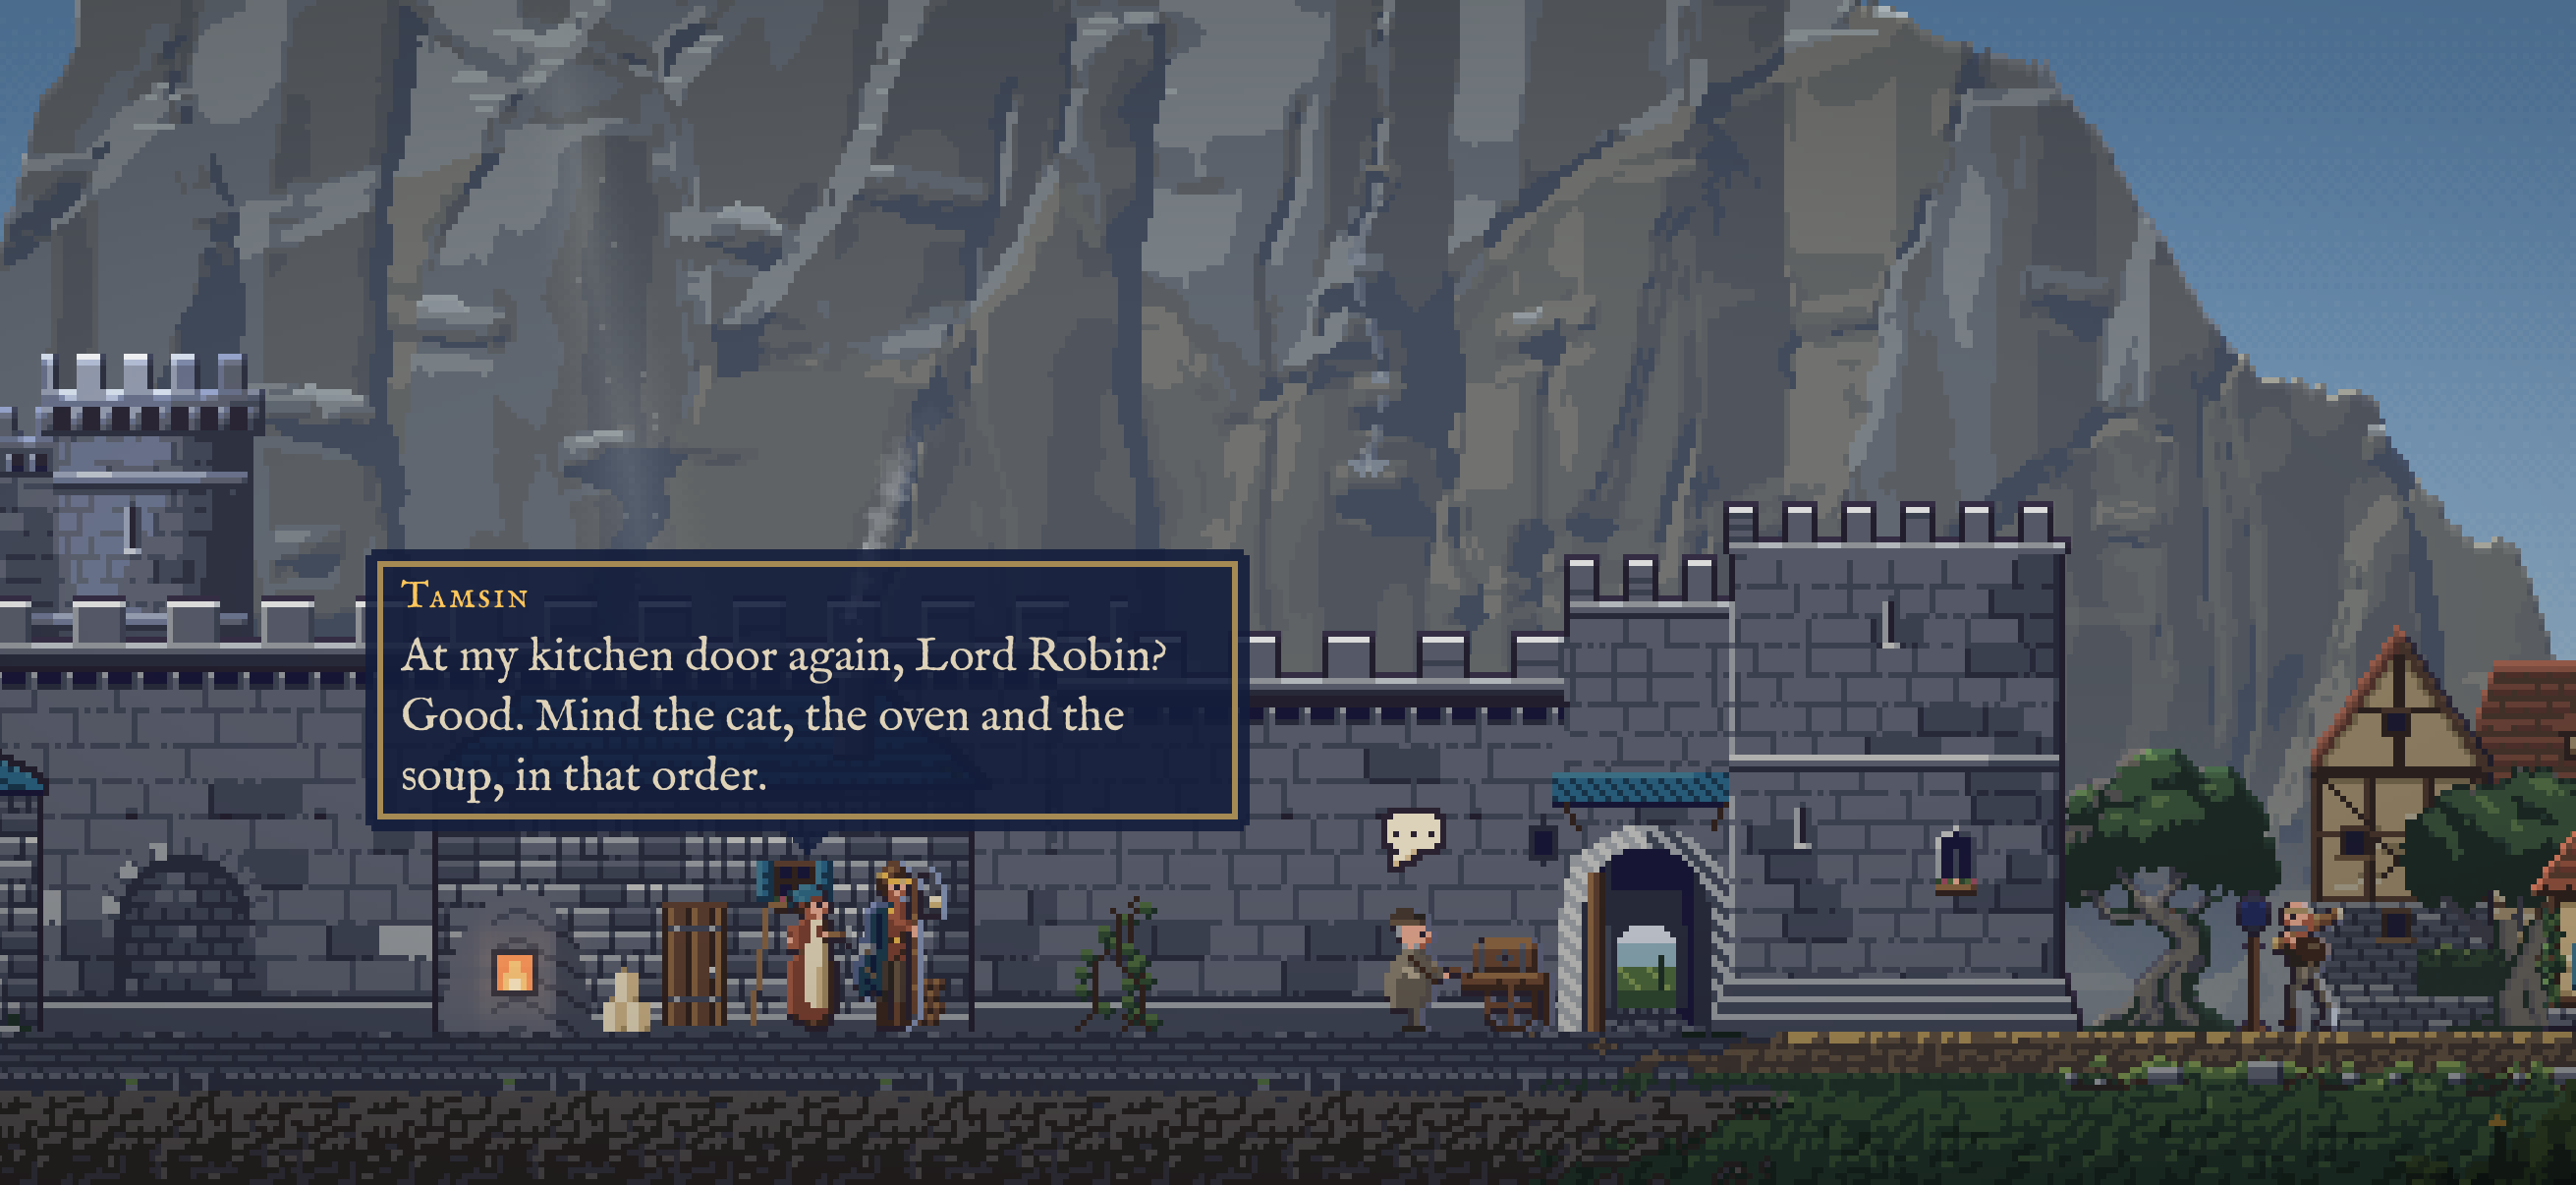 Tamsin
At my kitchen door again, Lord Robin?
Good. Mind the cat, the oven and the
soup, in that order.